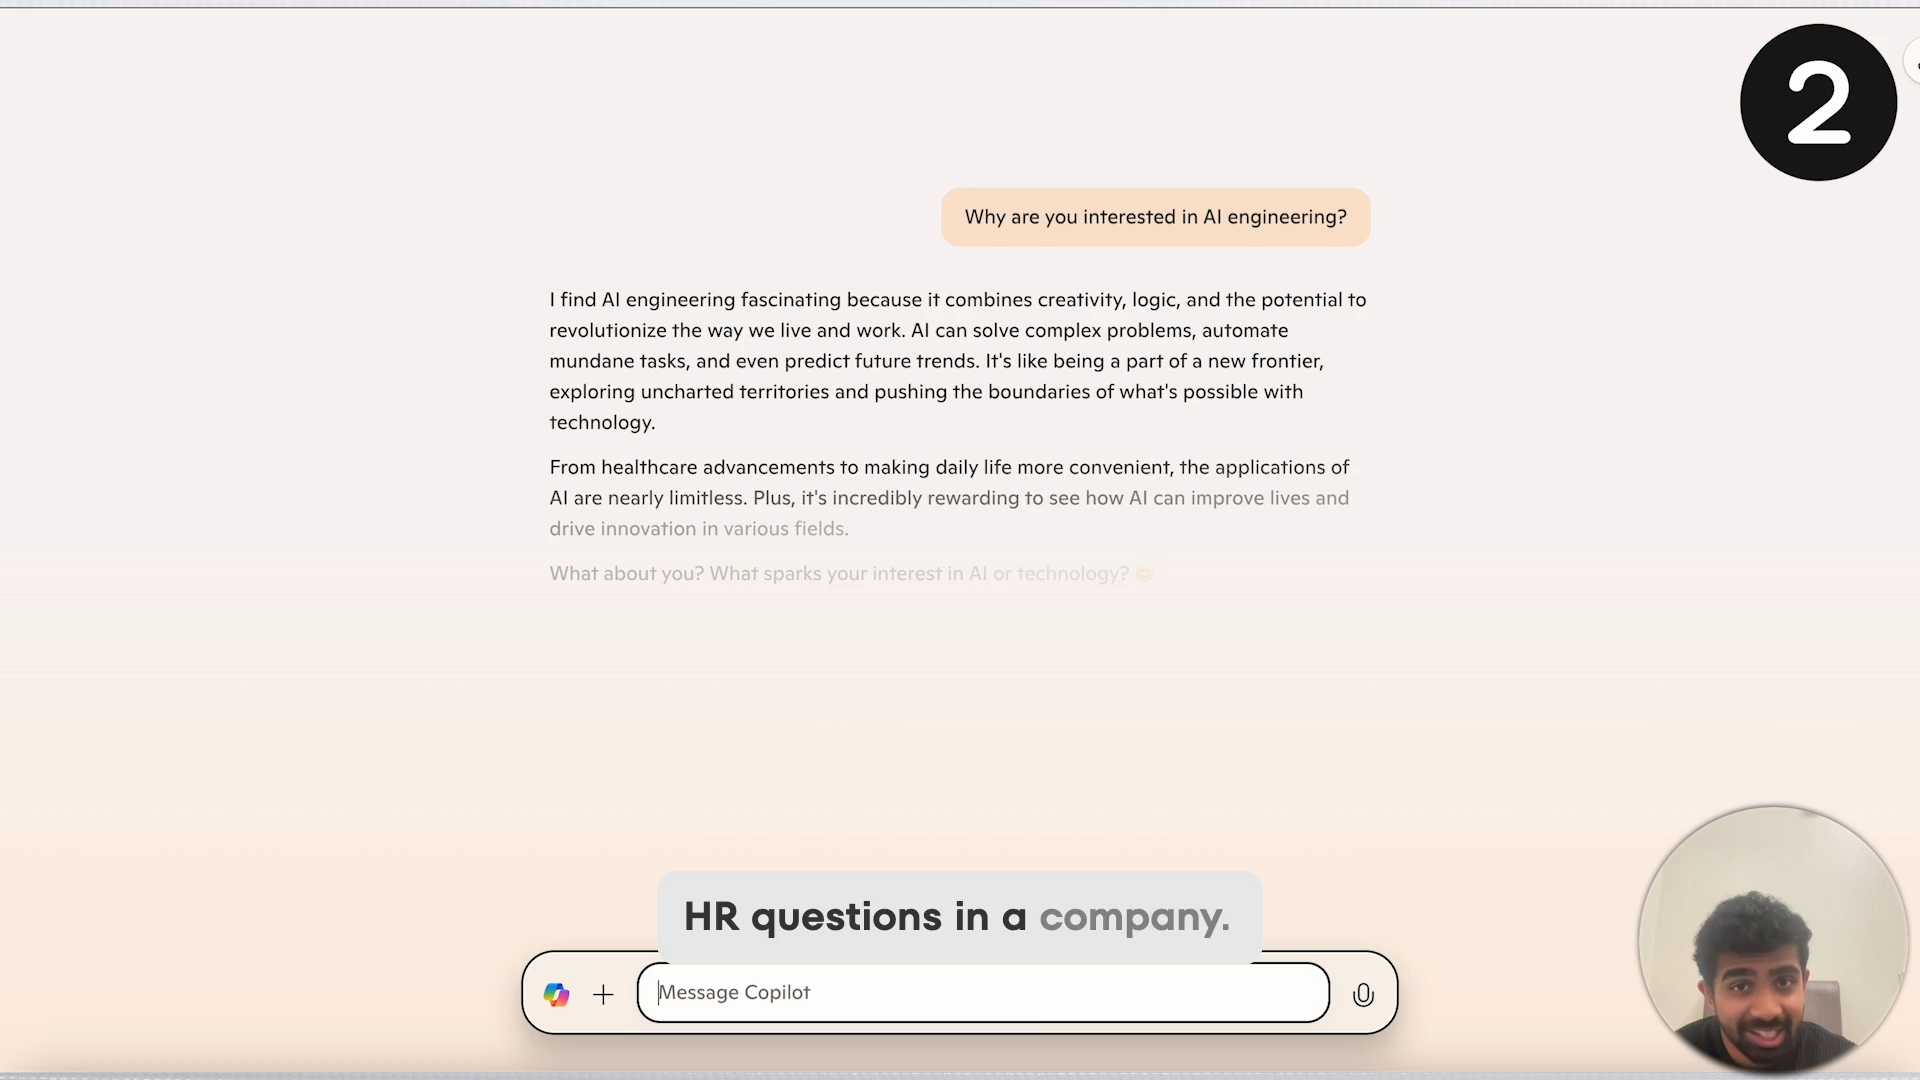 2
Why are you interested in AI engineering?
I find AI engineering fascinating because it combines creativity, logic, and the potential to
revolutionize the way we live and work. AI can solve complex problems, automate
mundane tasks, and even predict future trends. It's like being a part of a new frontier,
exploring uncharted territories and pushing the boundaries of what's possible with
technology.
From healthcare advancements to making daily life more convenient, the applications of
AI are nearly limitless. Plus, it's incredibly rewarding to see how AI can improve lives and
drive innovation in various fields.
What about you? What sparks your interest in AI or technology?
HR questions in a company.
Message Copilot